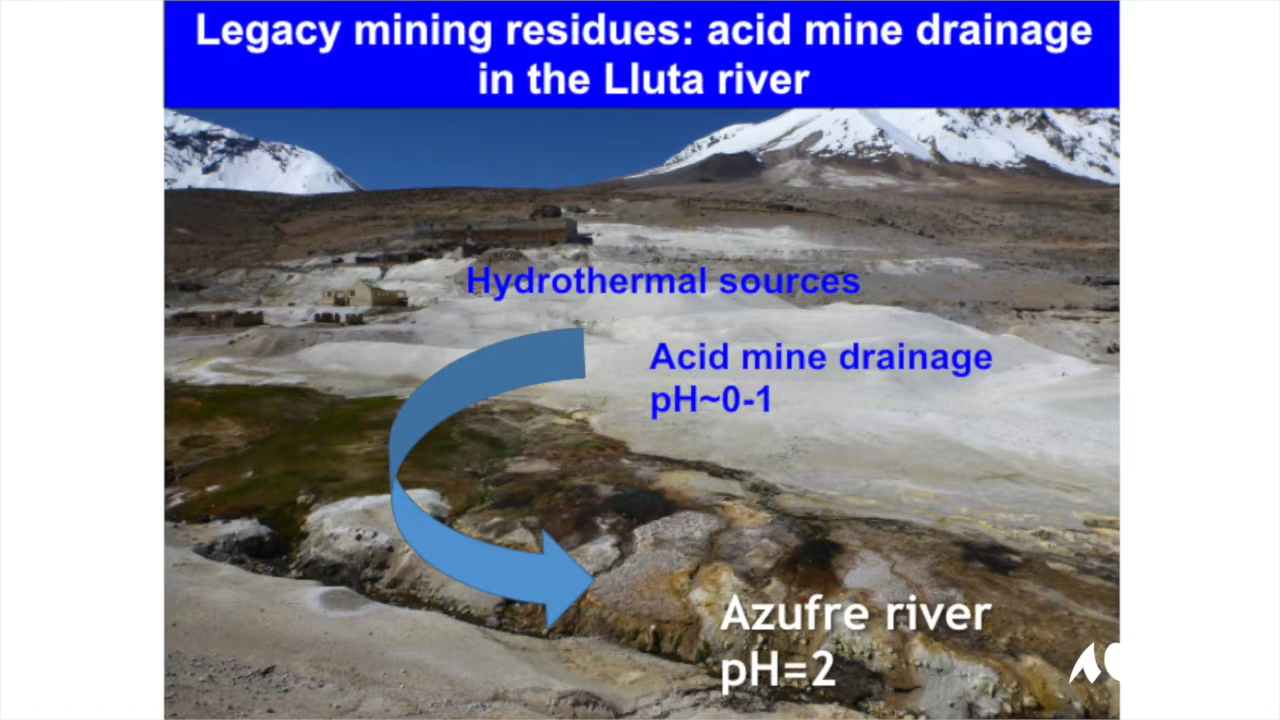 Legacy mining residues: acid mine drainage
in the Lluta river
Hydrothermal sources
Acid mine drainage
pH~0-1
Azufre river
pH=2